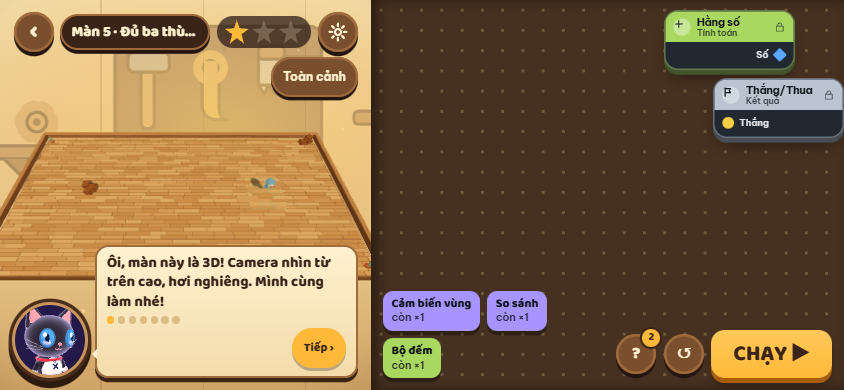 Màn 5 · Đủ ba thù...
Toàn cảnh
Ôi, màn này là 3D! Camera nhìn từ
trên cao, hơi nghiêng. Mình cùng
làm nhé!
Tiếp ›
Hằng số
Tính toán
Số
Thắng/Thua
Kết quả
Thắng
Cảm biến vùng
còn ×1
So sánh
còn ×1
Bộ đếm
còn ×1
?
2
CHẠY